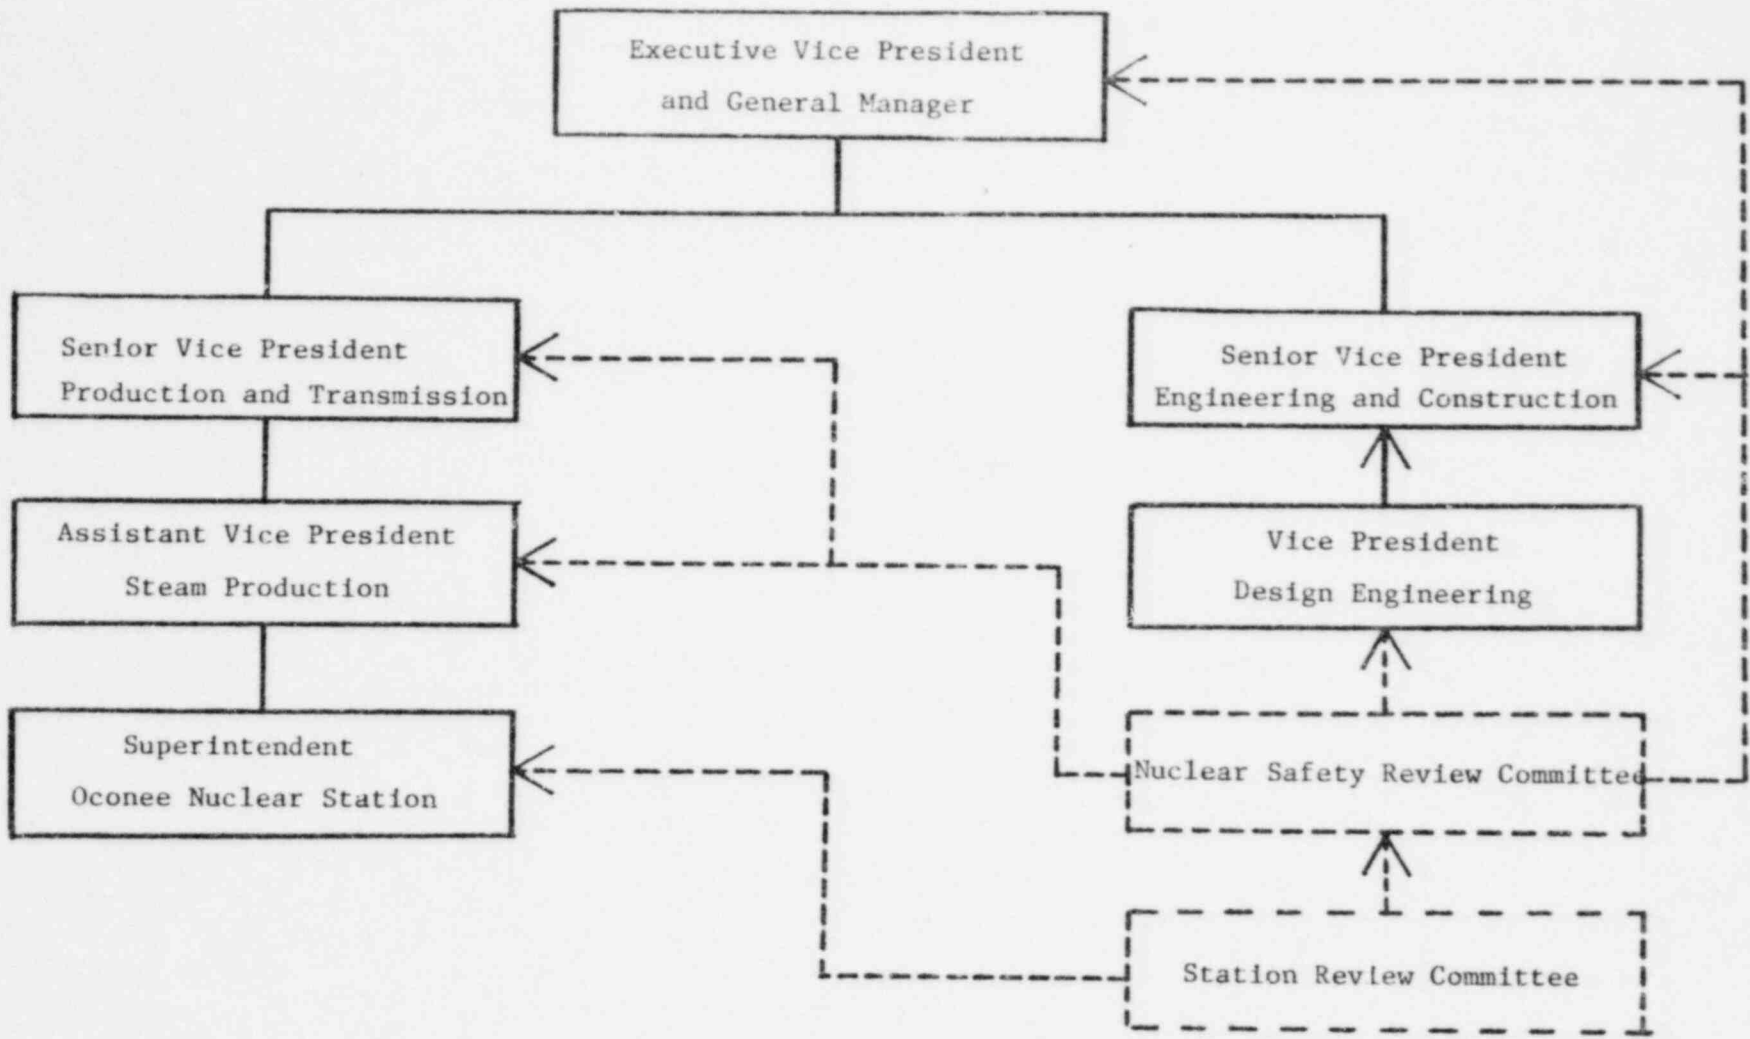 Executive Vice President
and General Manager
Senior Vice President
Production and Transmission
Senior Vice President
Engineering and Construction
Assistant Vice President
Steam Production
Vice President
Design Engineering
Superintendent
Oconee Nuclear Station
Nuclear Safety Review Committee
Station Review Committee